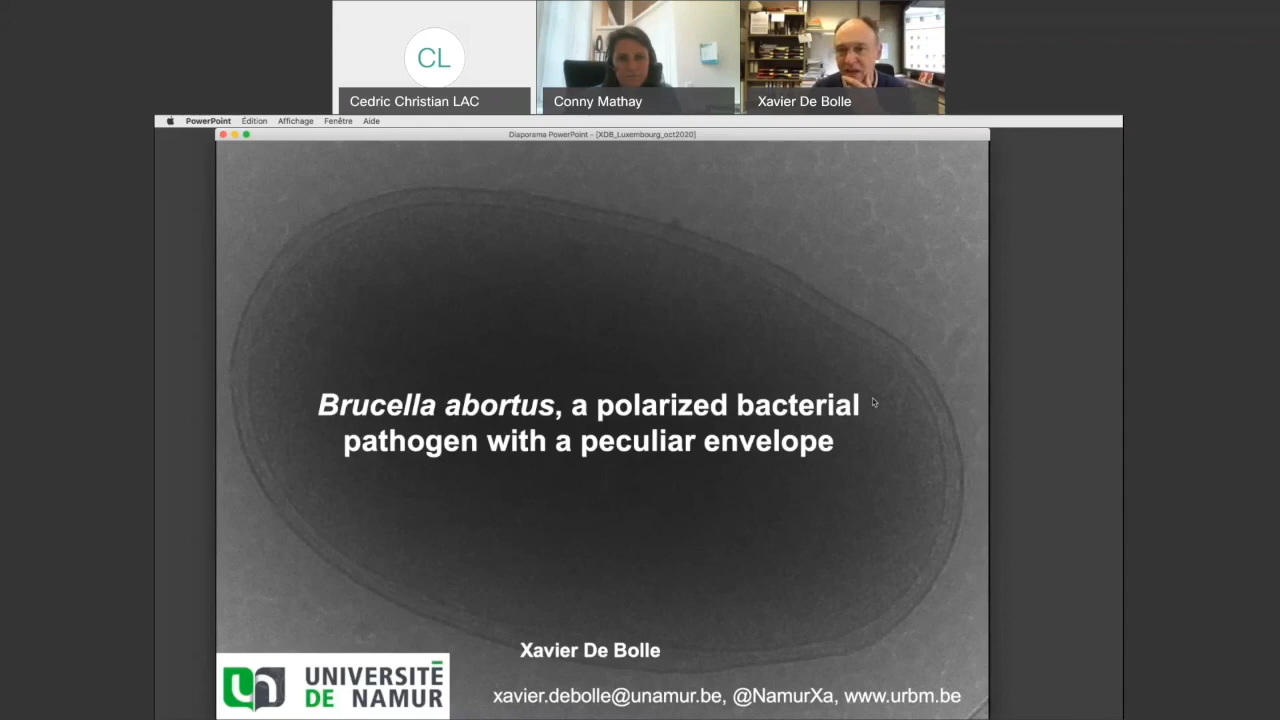 CL
Cedric Christian LAC
Conny Mathay
Xavier De Bolle
PowerPoint Édition Affichage Fenêtre Aide
Diaporama PowerPoint - [XDB_Luxembourg_oct2020]
Brucella abortus, a polarized bacterial
pathogen with a peculiar envelope
Xavier De Bolle
UNIVERSITÉ
DE NAMUR
xavier.debolle@unamur.be, @NamurXa, www.urbm.be